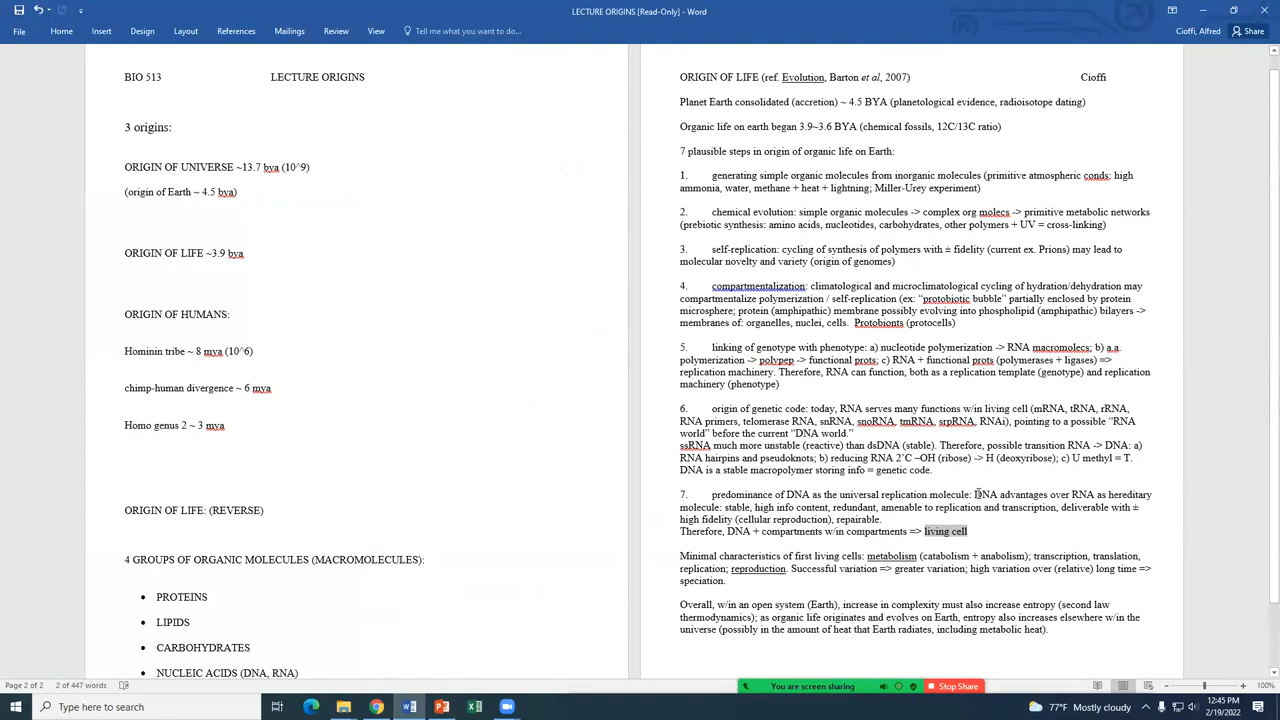 LECTURE ORIGINS [Read-Only] - Word
File Home Insert Design Layout References Mailings Review View Tell me what you want to do... Cioffi, Alfred Share
BIO 513 LECTURE ORIGINS
3 origins:
ORIGIN OF UNIVERSE ~13.7 bya (10^9)
(origin of Earth ~ 4.5 bya)
ORIGIN OF LIFE ~3.9 bya
ORIGIN OF HUMANS:
Hominin tribe ~ 8 mya (10^6)
chimp-human divergence ~ 6 mya
Homo genus 2 ~ 3 mya
ORIGIN OF LIFE: (REVERSE)
4 GROUPS OF ORGANIC MOLECULES (MACROMOLECULES):
• PROTEINS
• LIPIDS
• CARBOHYDRATES
• NUCLEIC ACIDS (DNA, RNA)
ORIGIN OF LIFE (ref. Evolution, Barton et al, 2007) Cioffi
Planet Earth consolidated (accretion) ~ 4.5 BYA (planetological evidence, radioisotope dating)
Organic life on earth began 3.9~3.6 BYA (chemical fossils, 12C/13C ratio)
7 plausible steps in origin of organic life on Earth:
1. generating simple organic molecules from inorganic molecules (primitive atmospheric conds: high
ammonia, water, methane + heat + lightning; Miller-Urey experiment)
2. chemical evolution: simple organic molecules -> complex org molecs -> primitive metabolic networks
(prebiotic synthesis: amino acids, nucleotides, carbohydrates, other polymers + UV = cross-linking)
3. self-replication: cycling of synthesis of polymers with ± fidelity (current ex. Prions) may lead to
molecular novelty and variety (origin of genomes)
4. compartmentalization: climatological and microclimatological cycling of hydration/dehydration may
compartmentalize polymerization / self-replication (ex: “protobiotic bubble” partially enclosed by protein
microsphere; protein (amphipathic) membrane possibly evolving into phospholipid (amphipathic) bilayers ->
membranes of: organelles, nuclei, cells. Protobionts (protocells)
5. linking of genotype with phenotype: a) nucleotide polymerization -> RNA macromolecs; b) a.a.
polymerization -> polypep -> functional prots; c) RNA + functional prots (polymerases + ligases) =>
replication machinery. Therefore, RNA can function, both as a replication template (genotype) and replication
machinery (phenotype)
6. origin of genetic code: today, RNA serves many functions w/in living cell (mRNA, tRNA, rRNA,
RNA primers, telomerase RNA, snRNA, snoRNA, tmRNA, srpRNA, RNAi), pointing to a possible “RNA
world” before the current “DNA world.”
ssRNA much more unstable (reactive) than dsDNA (stable). Therefore, possible transition RNA -> DNA: a)
RNA hairpins and pseudoknots; b) reducing RNA 2’C –OH (ribose) -> H (deoxyribose); c) U methyl = T.
DNA is a stable macropolymer storing info = genetic code.
7. predominance of DNA as the universal replication molecule: DNA advantages over RNA as hereditary
molecule: stable, high info content, redundant, amenable to replication and transcription, deliverable with ±
high fidelity (cellular reproduction), repairable.
Therefore, DNA + compartments w/in compartments => living cell
Minimal characteristics of first living cells: metabolism (catabolism + anabolism); transcription, translation,
replication; reproduction. Successful variation => greater variation; high variation over (relative) long time =>
speciation.
Overall, w/in an open system (Earth), increase in complexity must also increase entropy (second law
thermodynamics); as organic life originates and evolves on Earth, entropy also increases elsewhere w/in the
universe (possibly in the amount of heat that Earth radiates, including metabolic heat).
Page 2 of 2 2 of 447 words You are screen sharing Stop Share 100%
Type here to search 77°F Mostly cloudy 12:45 PM
2/19/2022